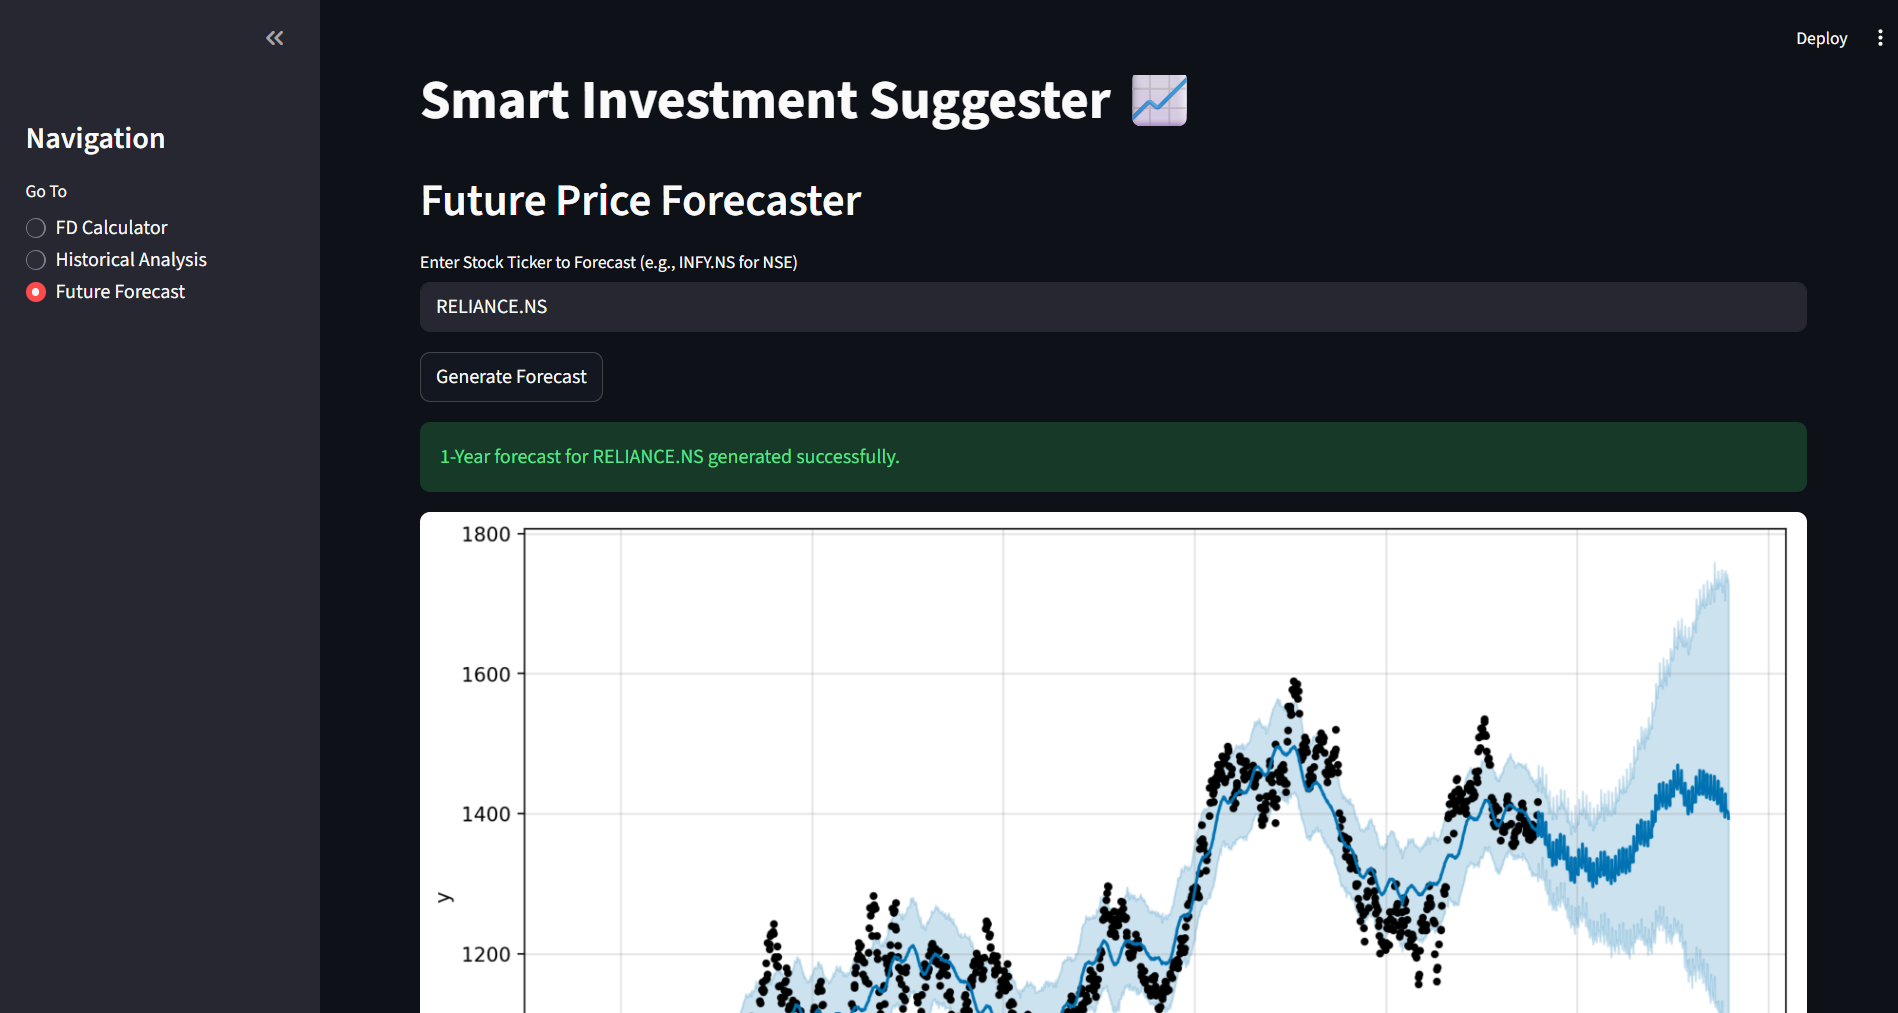 Deploy
Navigation
Go To
FD Calculator
Historical Analysis
Future Forecast
Smart Investment Suggester
Future Price Forecaster
Enter Stock Ticker to Forecast (e.g., INFY.NS for NSE)
RELIANCE.NS
Generate Forecast
1-Year forecast for RELIANCE.NS generated successfully.
1800
1600
1400
1200
y